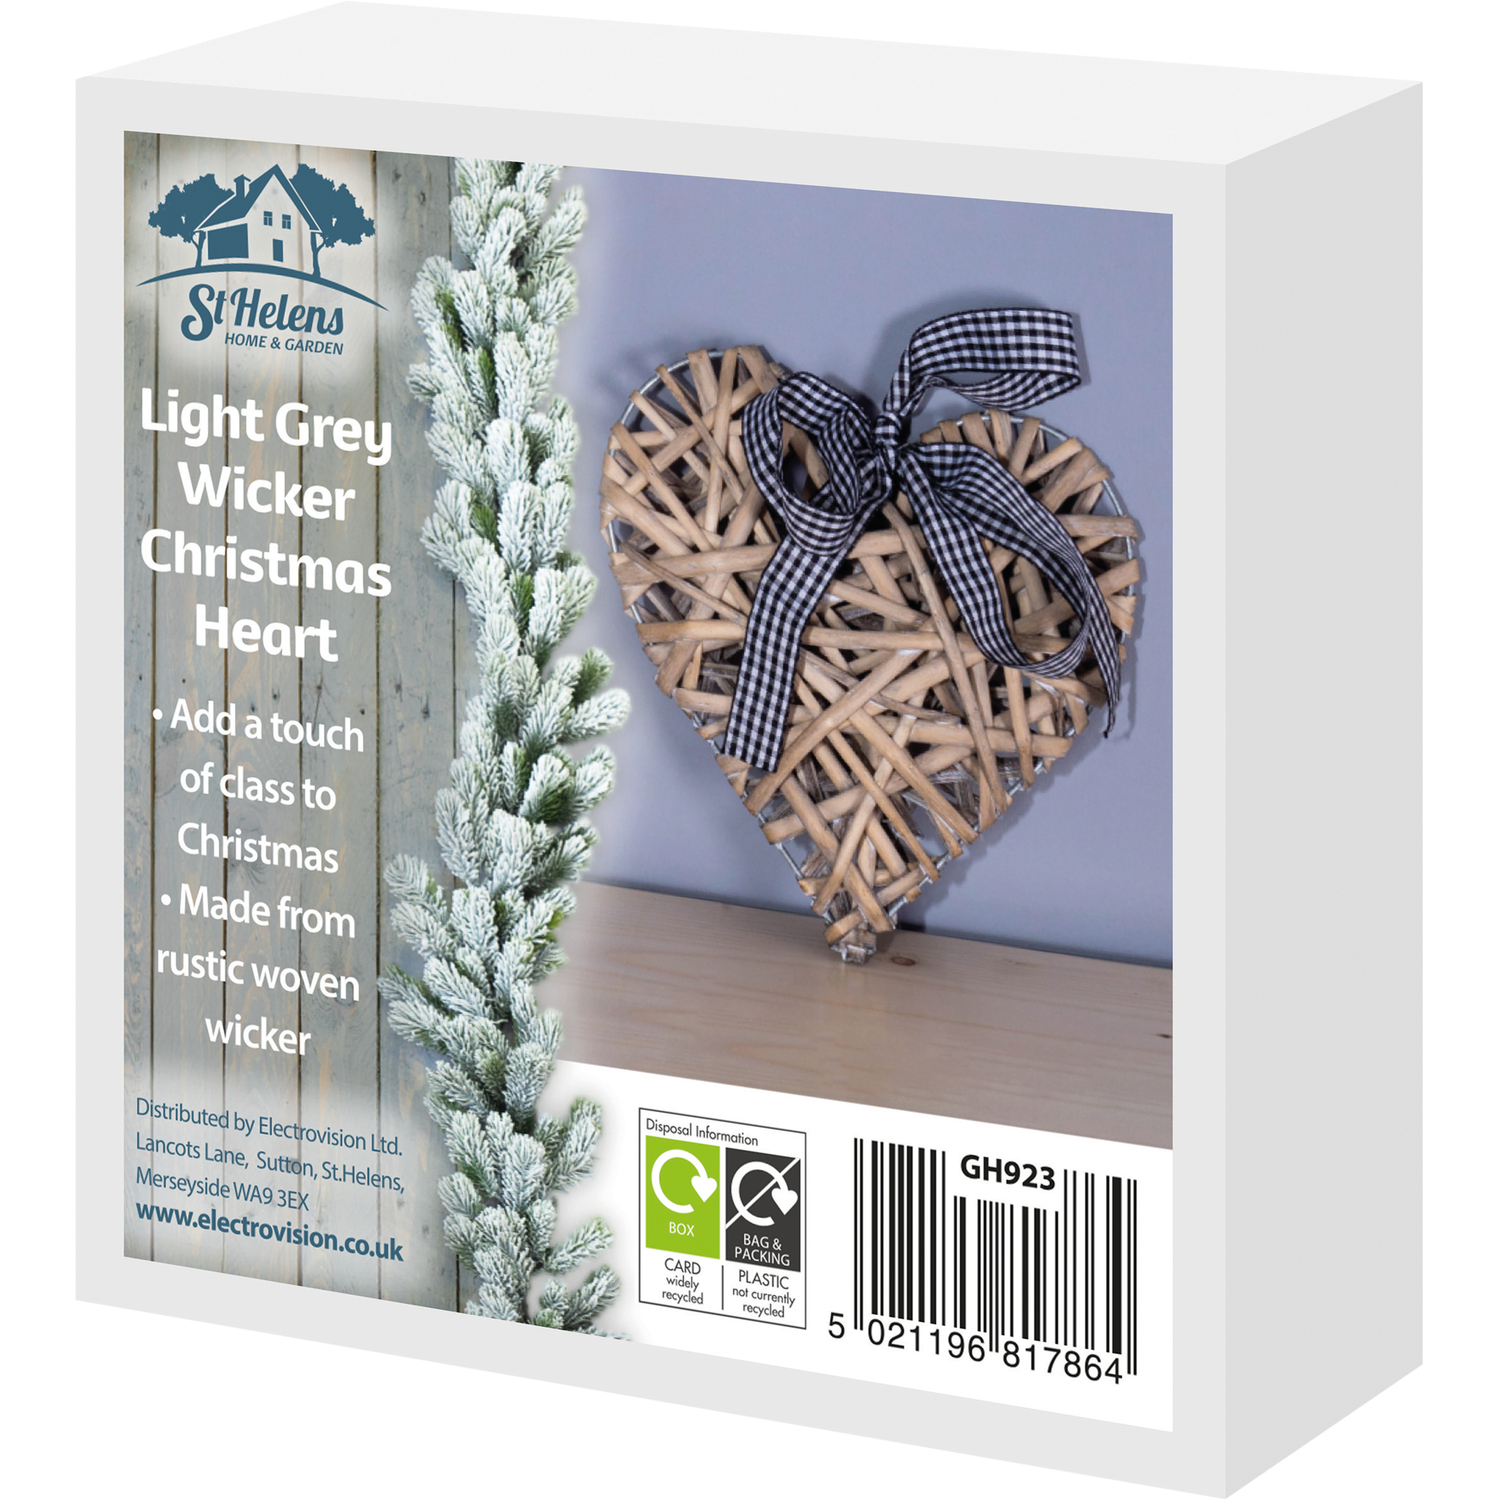 St Helens
HOME & GARDEN
Light Grey
Wicker
Christmas
Heart
• Add a touch
of class to
Christmas
• Made from
rustic woven
wicker
Distributed by Electrovision Ltd.
Lancots Lane, Sutton, St.Helens,
Merseyside WA9 3EX
www.electrovision.co.uk
Disposal Information
BOX
CARD
widely
recycled
BAG &
PACKING
PLASTIC
not currently
recycled
GH923
5 021196 817864